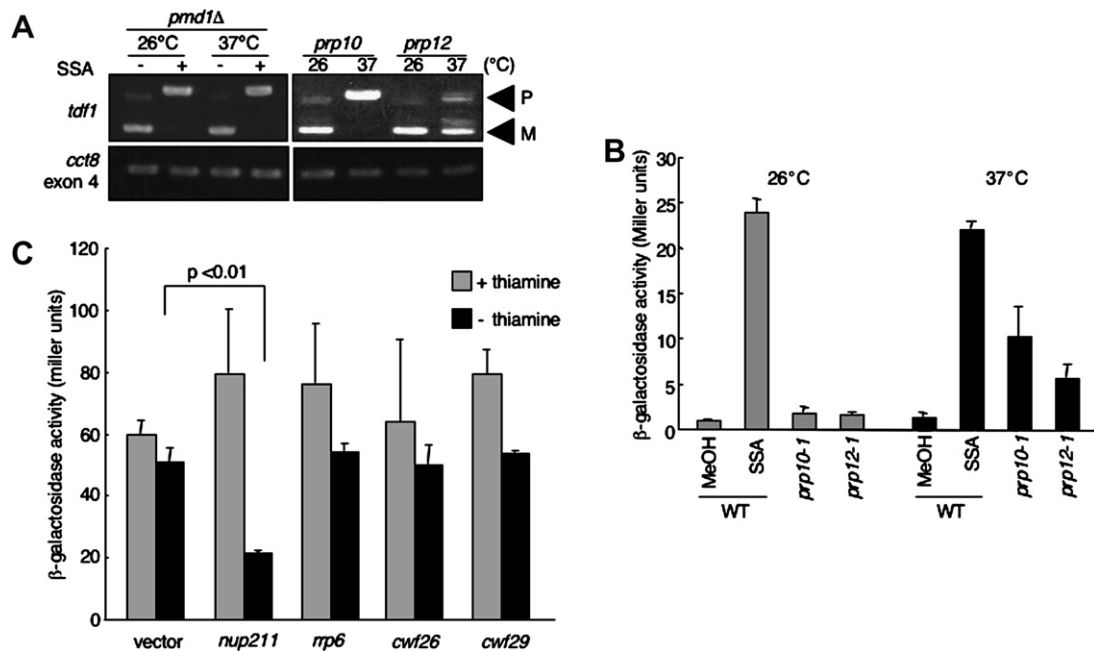 A
pmd1Δ
26°C 37°C
SSA - + - +
prp10 prp12
26 37 26 37 (°C)
tdf1
P
M
cct8
exon 4
B
β-galactosidase activity (Miller units)
30
25
20
15
10
5
0
26°C 37°C
MeOH SSA prp10-1 prp12-1 MeOH SSA prp10-1 prp12-1
WT WT
C
β-galactosidase activity (miller units)
120
100
80
60
40
20
0
p <0.01
+ thiamine
- thiamine
vector nup211 rrp6 cwf26 cwf29